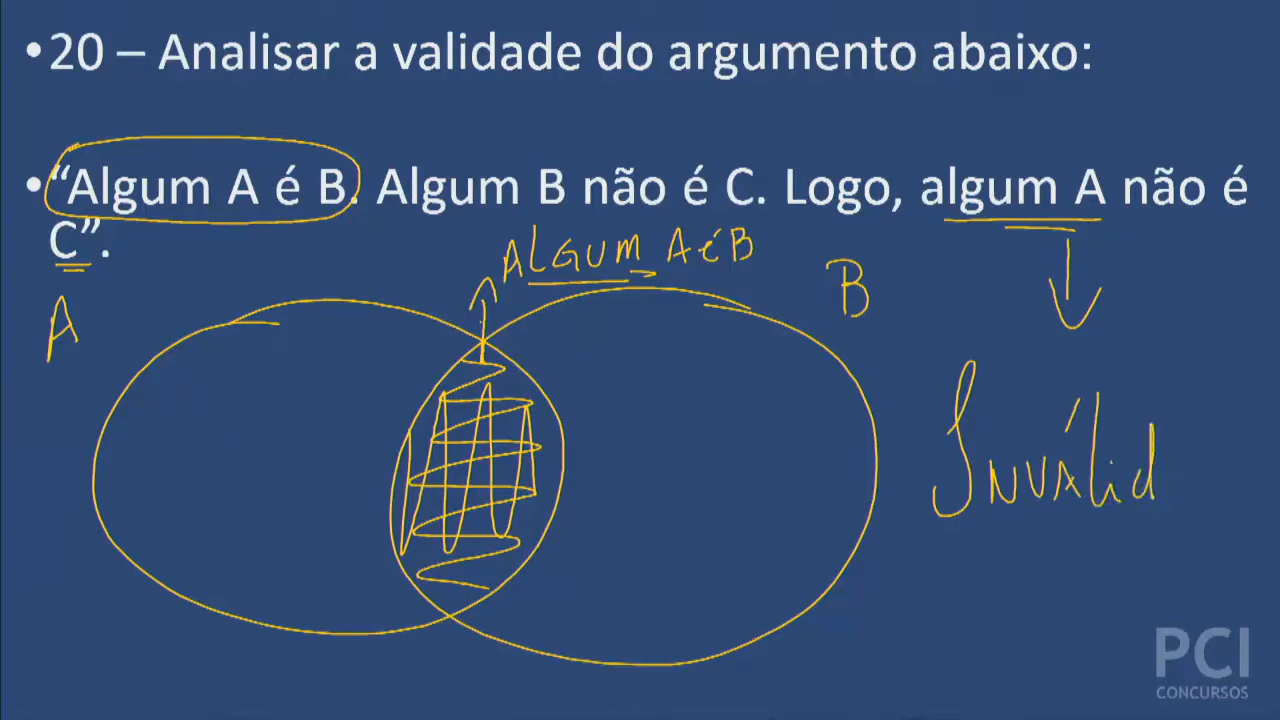 •20 – Analisar a validade do argumento abaixo:
•“Algum A é B. Algum B não é C. Logo, algum A não é
C”.
ALGUM A é B
A
B
Inválid
PCI
CONCURSOS